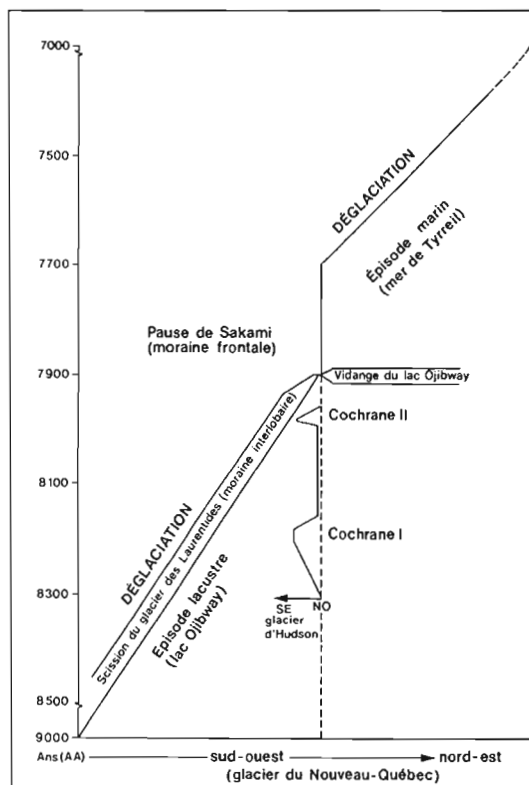 7000
7500
7700
7900
8100
8300
8500
9000
DÉGLACIATION
Épisode marin
(mer de Tyrreil)
Pause de Sakami
(moraine frontale)
Vidange du lac Ojibway
Cochrane II
Cochrane I
DÉGLACIATION
Scission du glacier des Laurentides (moraine interlobaire)
Episode lacustre
(lac Ojibway)
SE
NO
glacier
d'Hudson
Ans (AA)
sud-ouest
nord-est
(glacier du Nouveau-Québec)